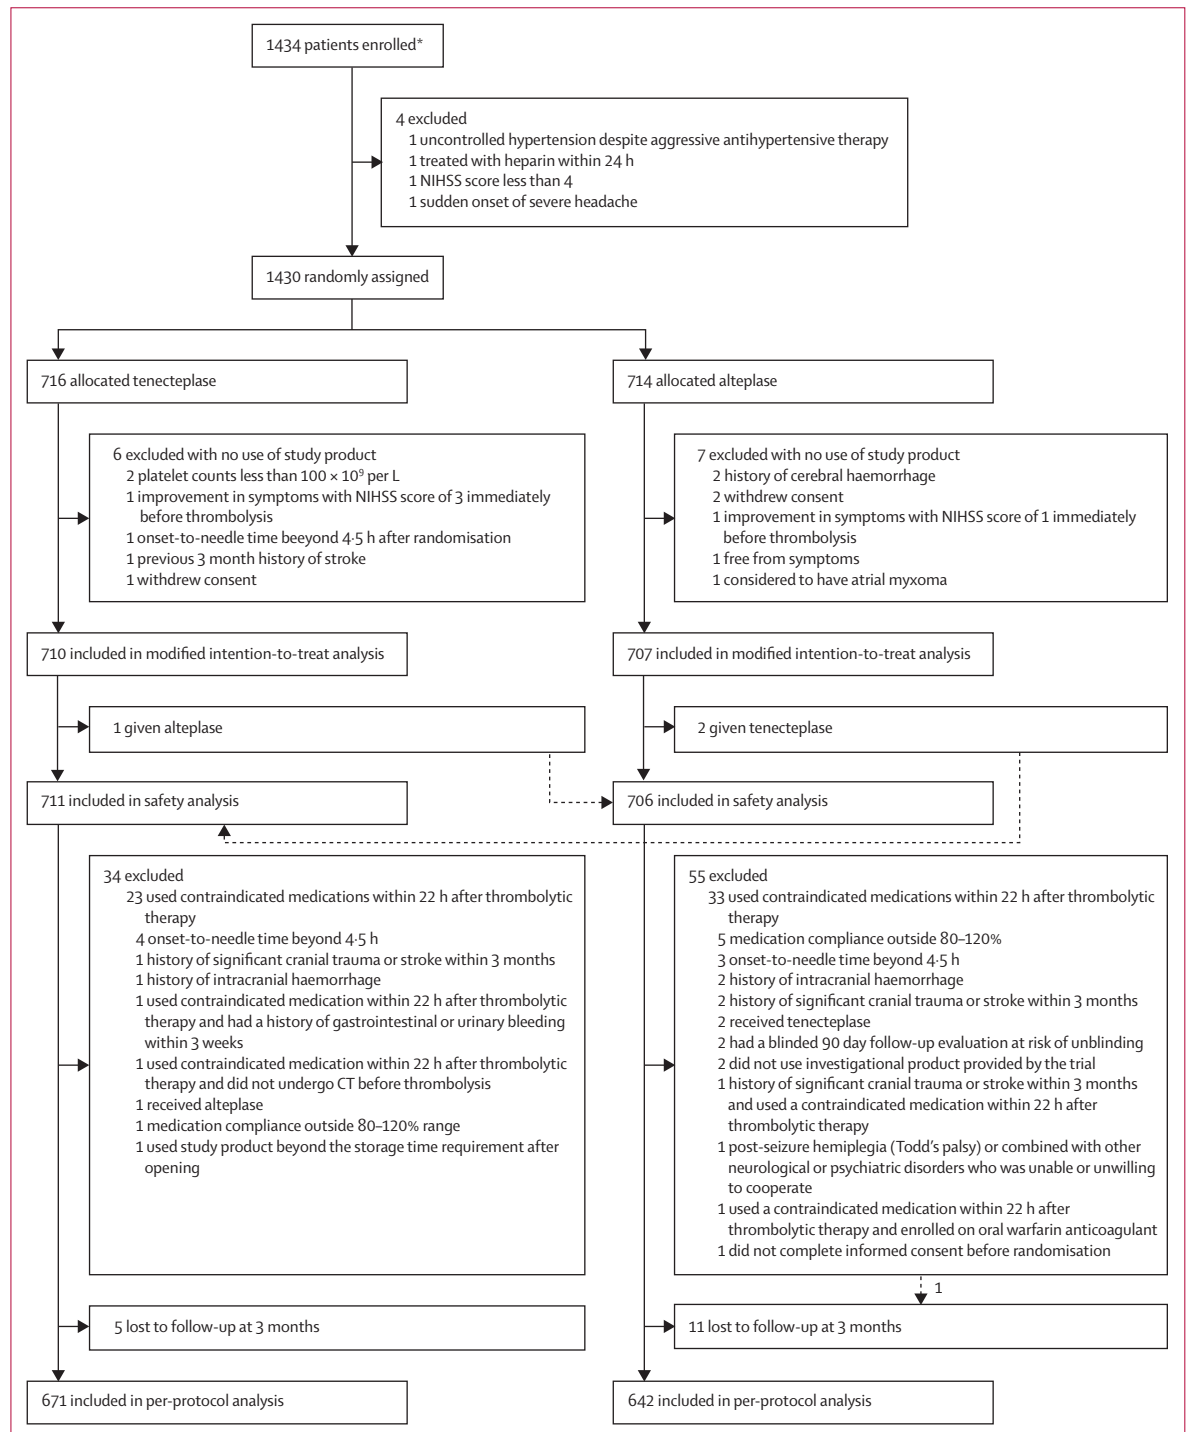 1434 patients enrolled*
4 excluded
1 uncontrolled hypertension despite aggressive antihypertensive therapy
1 treated with heparin within 24 h
1 NIHSS score less than 4
1 sudden onset of severe headache
1430 randomly assigned
716 allocated tenecteplase
714 allocated alteplase
6 excluded with no use of study product
2 platelet counts less than 100 × 10⁹ per L
1 improvement in symptoms with NIHSS score of 3 immediately
before thrombolysis
1 onset-to-needle time beeyond 4·5 h after randomisation
1 previous 3 month history of stroke
1 withdrew consent
7 excluded with no use of study product
2 history of cerebral haemorrhage
2 withdrew consent
1 improvement in symptoms with NIHSS score of 1 immediately
before thrombolysis
1 free from symptoms
1 considered to have atrial myxoma
710 included in modified intention-to-treat analysis
707 included in modified intention-to-treat analysis
1 given alteplase
2 given tenecteplase
711 included in safety analysis
706 included in safety analysis
34 excluded
23 used contraindicated medications within 22 h after thrombolytic
therapy
4 onset-to-needle time beyond 4·5 h
1 history of significant cranial trauma or stroke within 3 months
1 history of intracranial haemorrhage
1 used contraindicated medication within 22 h after thrombolytic
therapy and had a history of gastrointestinal or urinary bleeding
within 3 weeks
1 used contraindicated medication within 22 h after thrombolytic
therapy and did not undergo CT before thrombolysis
1 received alteplase
1 medication compliance outside 80–120% range
1 used study product beyond the storage time requirement after
opening
55 excluded
33 used contraindicated medications within 22 h after thrombolytic
therapy
5 medication compliance outside 80–120%
3 onset-to-needle time beyond 4·5 h
2 history of intracranial haemorrhage
2 history of significant cranial trauma or stroke within 3 months
2 received tenecteplase
2 had a blinded 90 day follow-up evaluation at risk of unblinding
2 did not use investigational product provided by the trial
1 history of significant cranial trauma or stroke within 3 months
and used a contraindicated medication within 22 h after
thrombolytic therapy
1 post-seizure hemiplegia (Todd's palsy) or combined with other
neurological or psychiatric disorders who was unable or unwilling
to cooperate
1 used a contraindicated medication within 22 h after
thrombolytic therapy and enrolled on oral warfarin anticoagulant
1 did not complete informed consent before randomisation
1
5 lost to follow-up at 3 months
11 lost to follow-up at 3 months
671 included in per-protocol analysis
642 included in per-protocol analysis